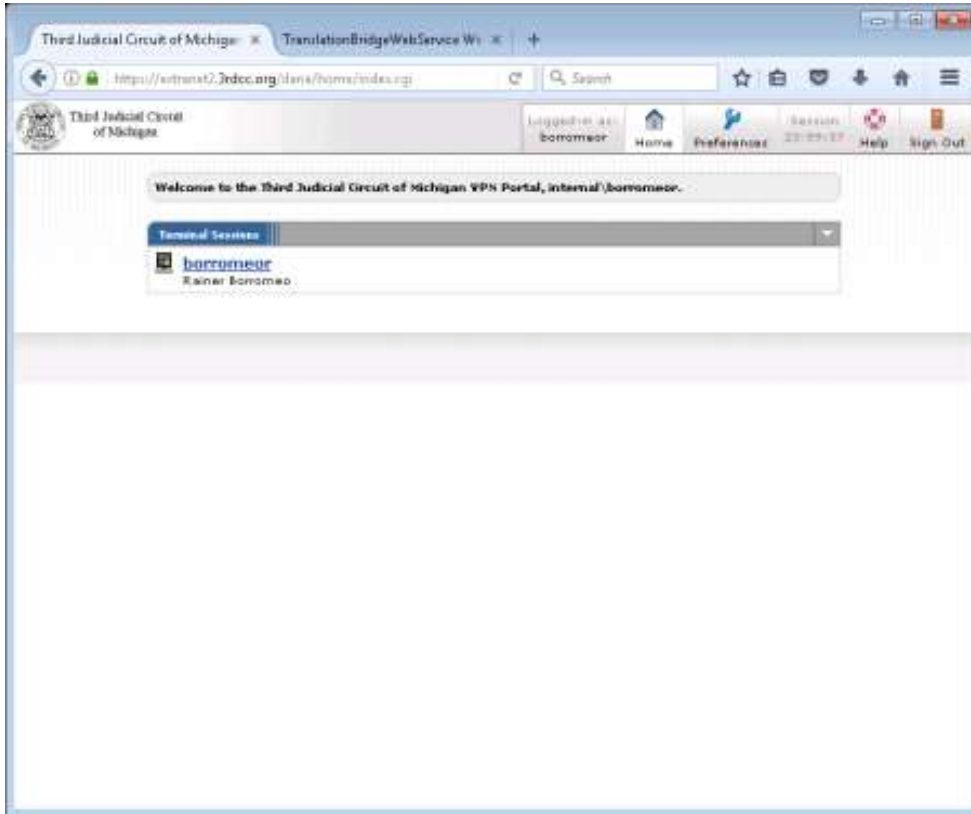 Third Judicial Circuit of Michigan
TranslationBridgeWebService
https://extranet2.3rdcc.org/dana/home/index.cgi
Search
Third Judicial Circuit
of Michigan
Logged-in as:
borromeor
Home
Preferences
Session
Help
Sign Out
Welcome to the Third Judicial Circuit of Michigan VPN Portal, internal\borromeor.
Terminal Sessions
borromeor
Rainer Borromeo